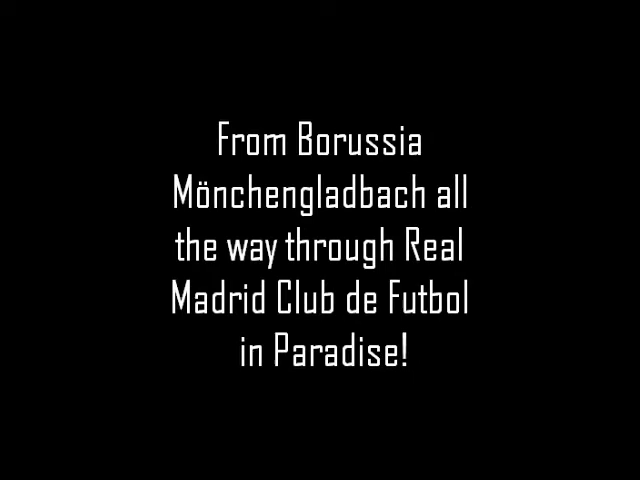 From Borussia
Mönchengladbach all
the way through Real
Madrid Club de Futbol
in Paradise!